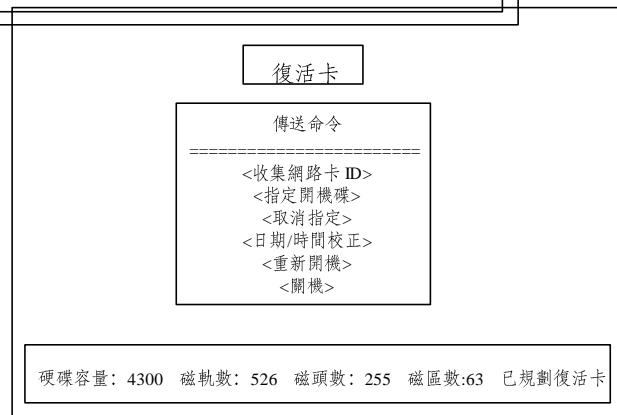 復活卡
傳送命令
========================
<收集網路卡 ID>
<指定開機碟>
<取消指定>
<日期/時間校正>
<重新開機>
<關機>
硬碟容量: 4300 磁軌數: 526 磁頭數: 255 磁區數:63 已規劃復活卡